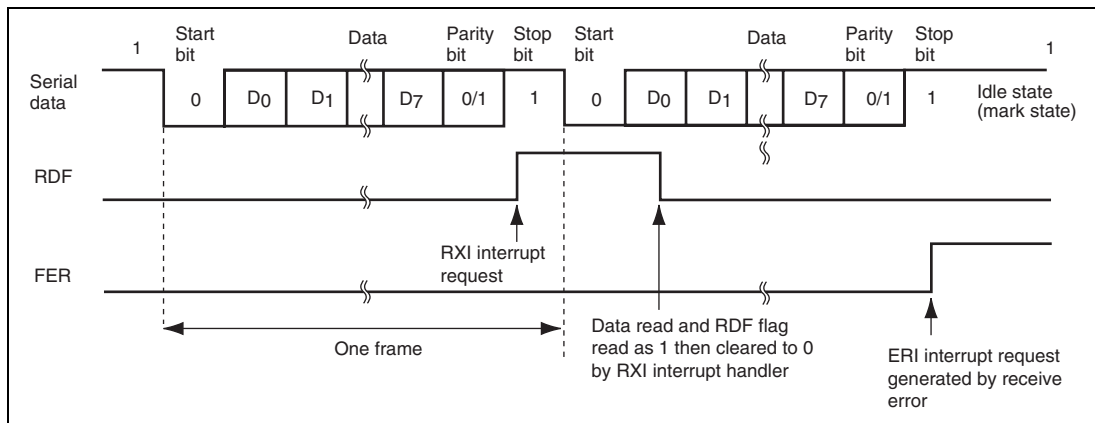 1
Start
bit
Data
Parity
bit
Stop
bit
Start
bit
Data
Parity
bit
Stop
bit
1
Serial
data
0
D0
D1
D7
0/1
1
0
D0
D1
D7
0/1
1
Idle state
(mark state)
RDF
RXI interrupt
request
FER
One frame
Data read and RDF flag
read as 1 then cleared to 0
by RXI interrupt handler
ERI interrupt request
generated by receive
error